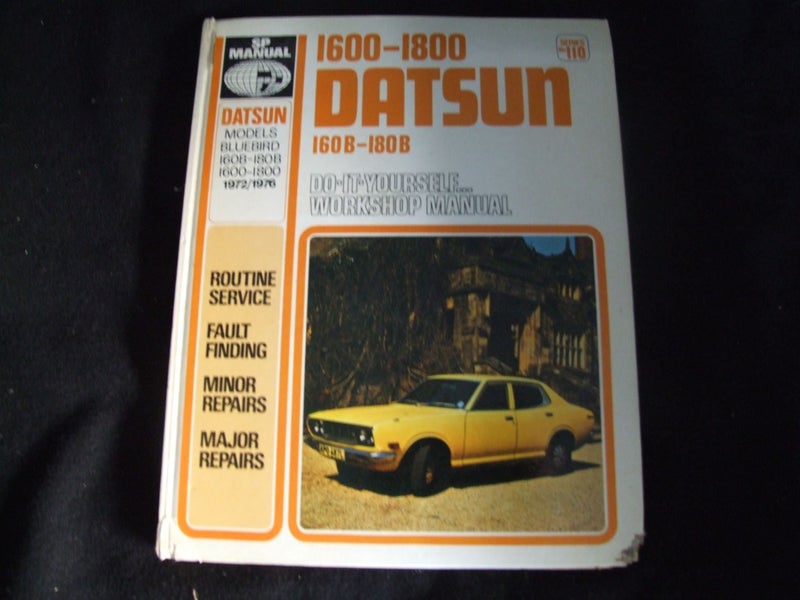 SP
MANUAL
DATSUN
MODELS
BLUEBIRD
160B-180B
1600-1800
1972/1976
ROUTINE
SERVICE
FAULT
FINDING
MINOR
REPAIRS
MAJOR
REPAIRS
1600-1800
DATSUN
160B-180B
DO·IT·YOURSELF...
WORKSHOP MANUAL
SERIES
No 110